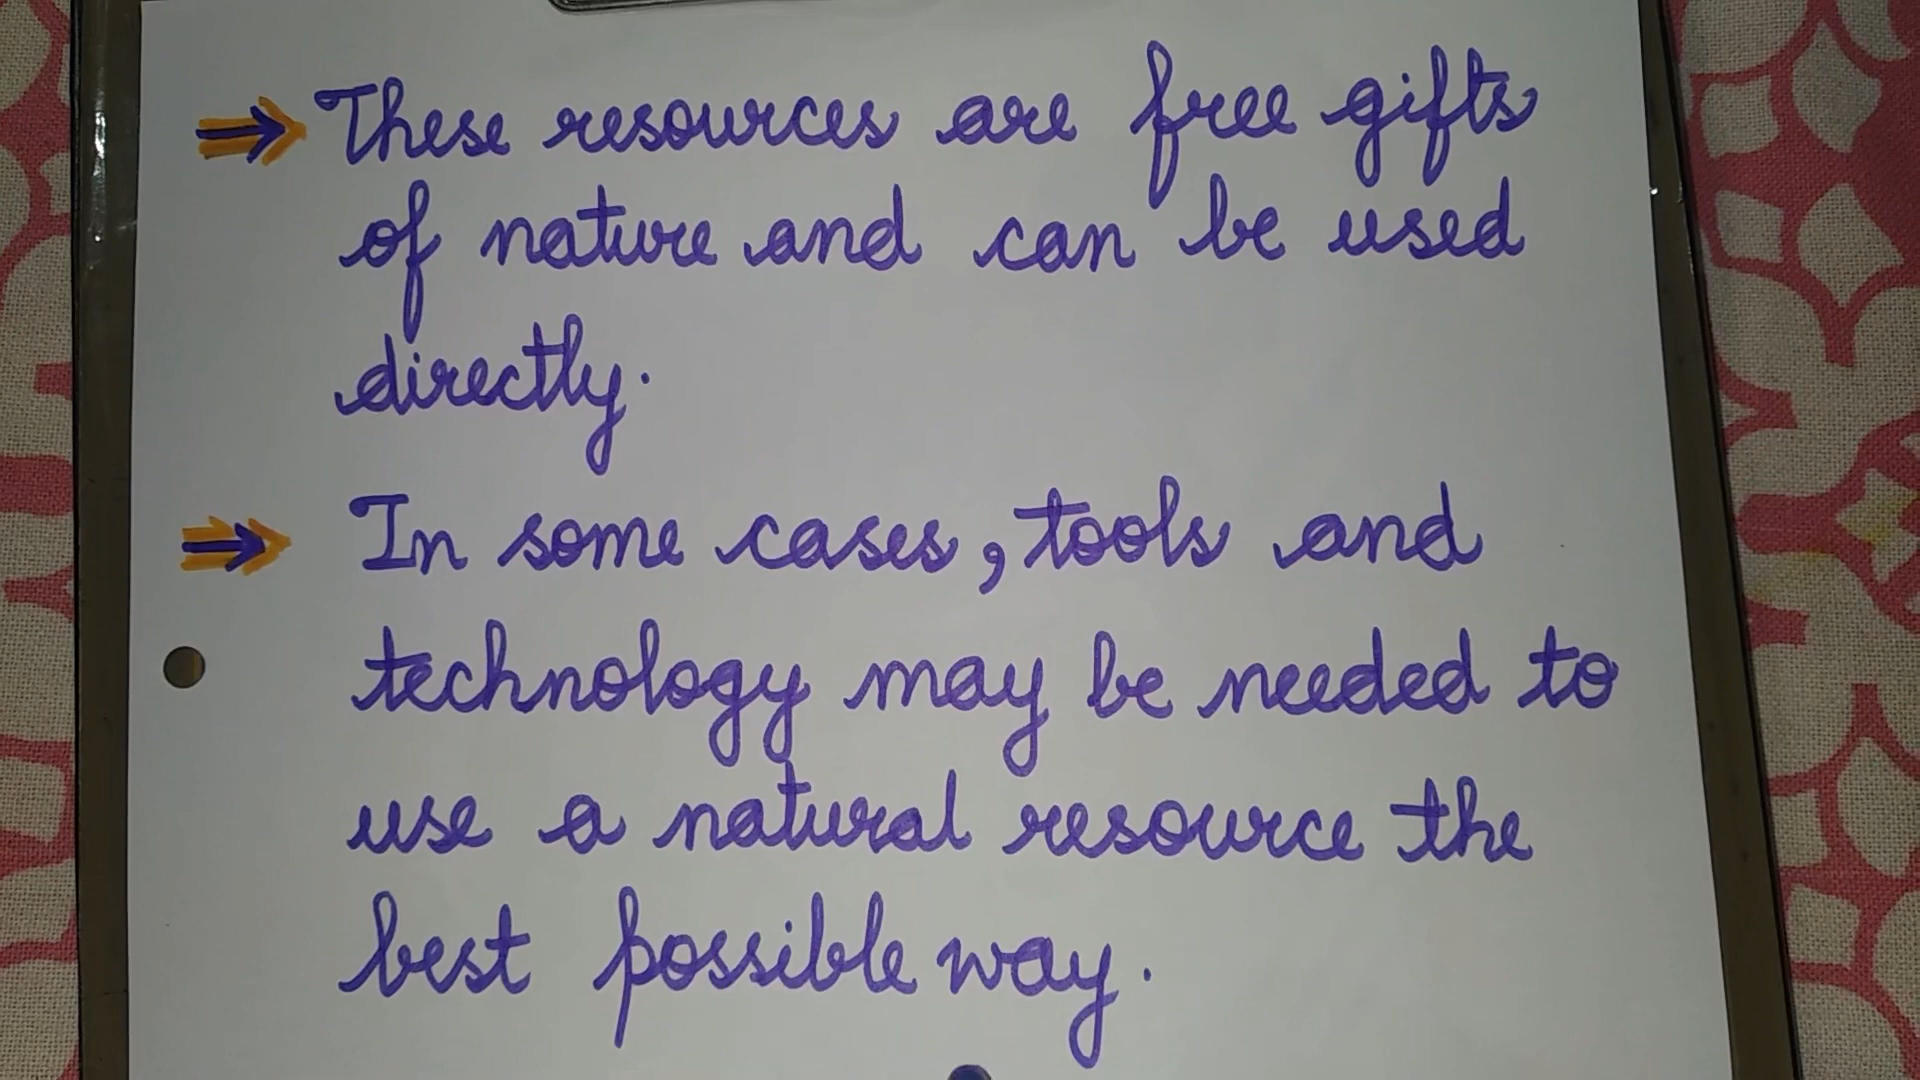 These resources are free gifts
of nature and can be used
directly.
In some cases, tools and
technology may be needed to
use a natural resource the
best possible way.